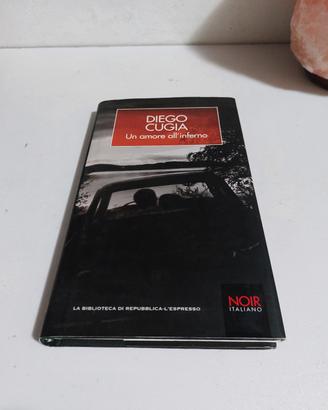 DIEGO
CUGIA
Un amore all'inferno
LA BIBLIOTECA DI REPUBBLICA-L'ESPRESSO
NOIR
ITALIANO